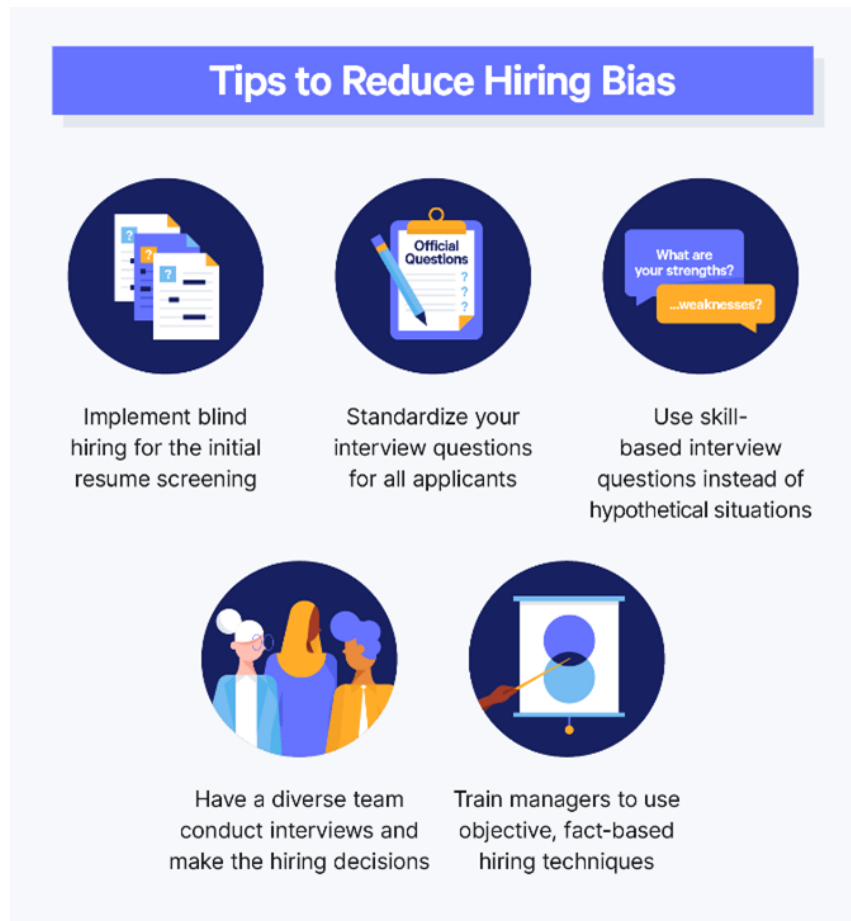 Tips to Reduce Hiring Bias
?
?
?
Implement blind
hiring for the initial
resume screening
Official
Questions
?
?
?
Standardize your
interview questions
for all applicants
What are
your strengths?
...weaknesses?
Use skill-
based interview
questions instead of
hypothetical situations
Have a diverse team
conduct interviews and
make the hiring decisions
Train managers to use
objective, fact-based
hiring techniques